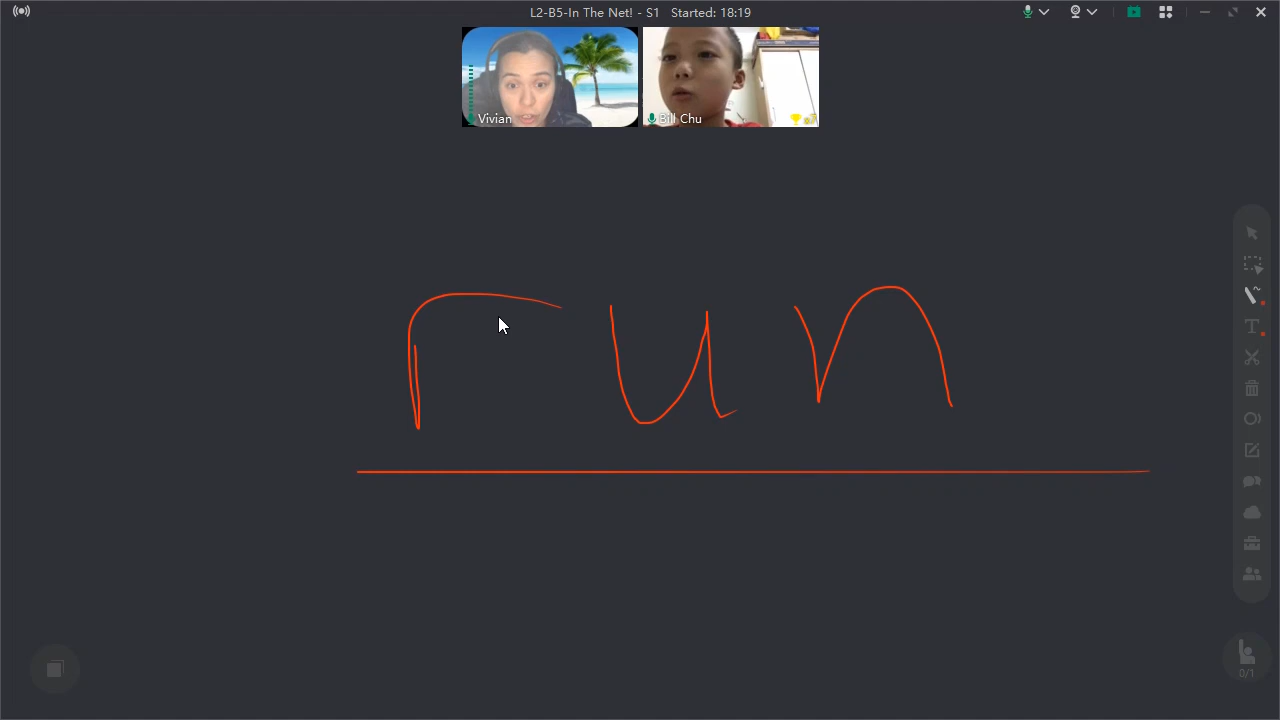 L2-B5-In The Net! - S1 Started: 18:19
Vivian
Bill Chu
run
T
0/1